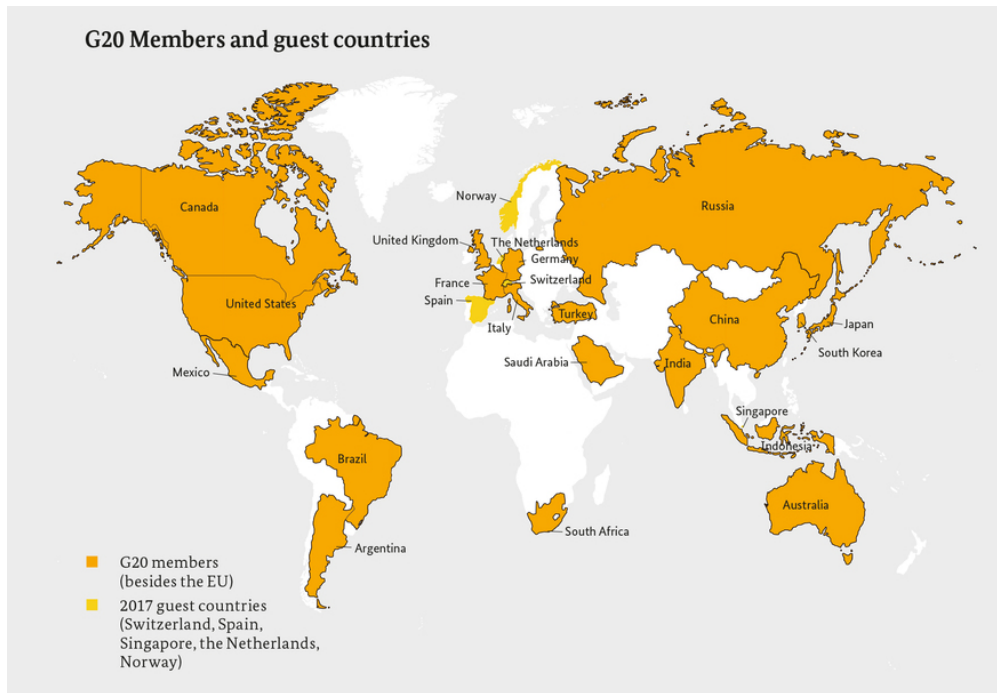 G20 Members and guest countries
Norway
Russia
Canada
United Kingdom
The Netherlands
Germany
France
Switzerland
Spain
United States
Turkey
China
Italy
Japan
South Korea
Mexico
Saudi Arabia
India
Singapore
Indonesia
Brazil
Australia
South Africa
Argentina
G20 members
(besides the EU)
2017 guest countries
(Switzerland, Spain,
Singapore, the Netherlands,
Norway)